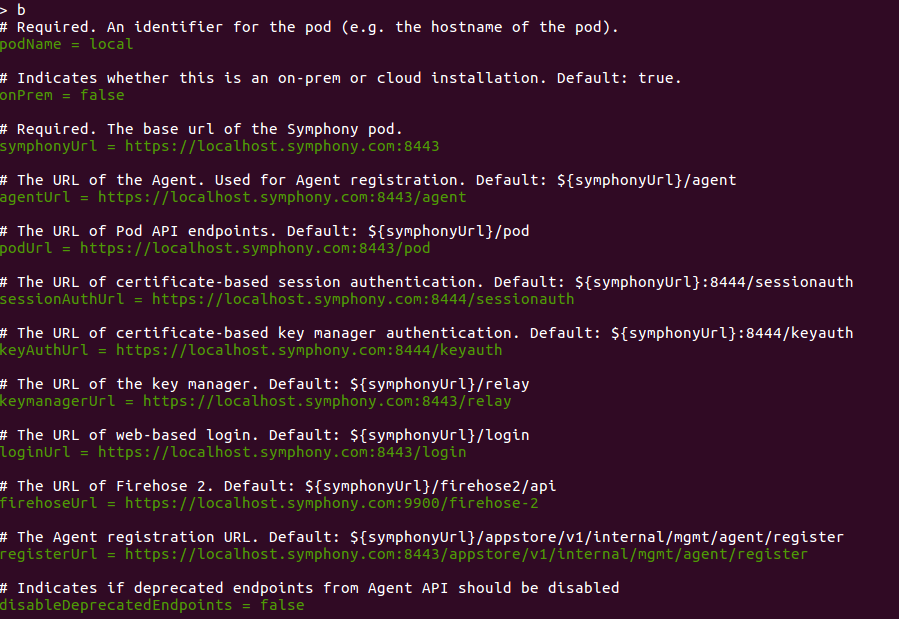 > b
# Required. An identifier for the pod (e.g. the hostname of the pod).
podName = local
# Indicates whether this is an on-prem or cloud installation. Default: true.
onPrem = false
# Required. The base url of the Symphony pod.
symphonyUrl = https://localhost.symphony.com:8443
# The URL of the Agent. Used for Agent registration. Default: ${symphonyUrl}/agent
agentUrl = https://localhost.symphony.com:8443/agent
# The URL of Pod API endpoints. Default: ${symphonyUrl}/pod
podUrl = https://localhost.symphony.com:8443/pod
# The URL of certificate-based session authentication. Default: ${symphonyUrl}:8444/sessionauth
sessionAuthUrl = https://localhost.symphony.com:8444/sessionauth
# The URL of certificate-based key manager authentication. Default: ${symphonyUrl}:8444/keyauth
keyAuthUrl = https://localhost.symphony.com:8444/keyauth
# The URL of the key manager. Default: ${symphonyUrl}/relay
keymanagerUrl = https://localhost.symphony.com:8443/relay
# The URL of web-based login. Default: ${symphonyUrl}/login
loginUrl = https://localhost.symphony.com:8443/login
# The URL of Firehose 2. Default: ${symphonyUrl}/firehose2/api
firehoseUrl = https://localhost.symphony.com:9900/firehose-2
# The Agent registration URL. Default: ${symphonyUrl}/appstore/v1/internal/mgmt/agent/register
registerUrl = https://localhost.symphony.com:8443/appstore/v1/internal/mgmt/agent/register
# Indicates if deprecated endpoints from Agent API should be disabled
disableDeprecatedEndpoints = false